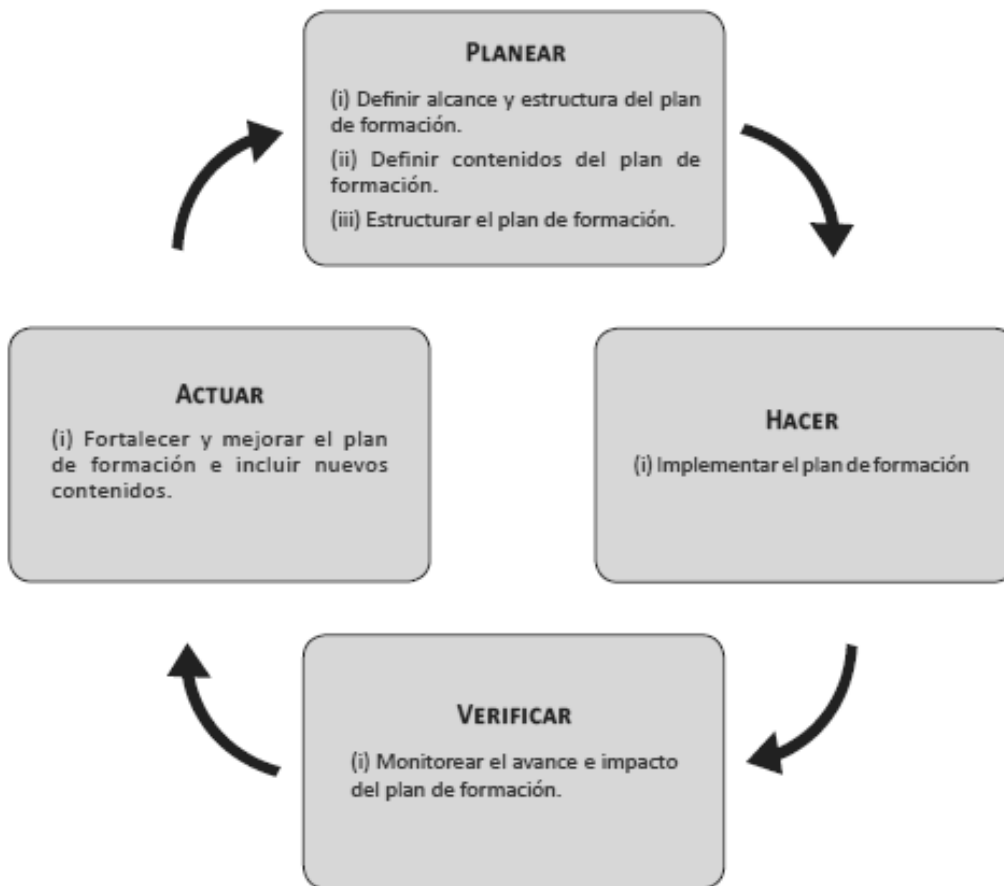 PLANEAR
(i) Definir alcance y estructura del plan
de formación.
(ii) Definir contenidos del plan de
formación.
(iii) Estructurar el plan de formación.
ACTUAR
(i) Fortalecer y mejorar el plan
de formación e incluir nuevos
contenidos.
HACER
(i) Implementar el plan de formación
VERIFICAR
(i) Monitorear el avance e impacto
del plan de formación.